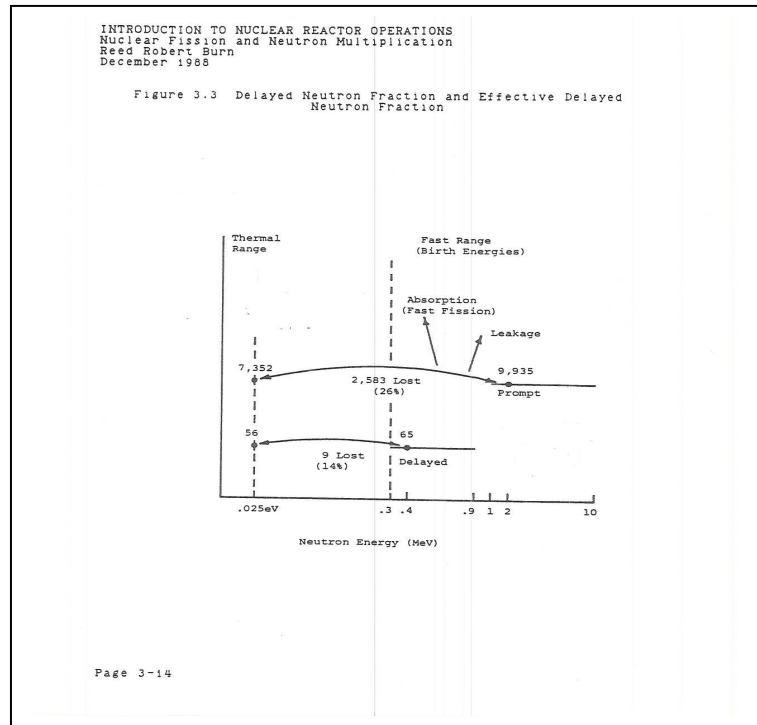 INTRODUCTION TO NUCLEAR REACTOR OPERATIONS
Nuclear Fission and Neutron Multiplication
Reed Robert Burn
December 1988
Figure 3.3 Delayed Neutron Fraction and Effective Delayed
Neutron Fraction
Thermal
Range
Fast Range
(Birth Energies)
Absorption
(Fast Fission)
Leakage
7,352
9,935
2,583 Lost
(26%)
Prompt
56
65
9 Lost
(14%)
Delayed
.025eV
.3 .4 .9 1 2 10
Neutron Energy (MeV)
Page 3-14